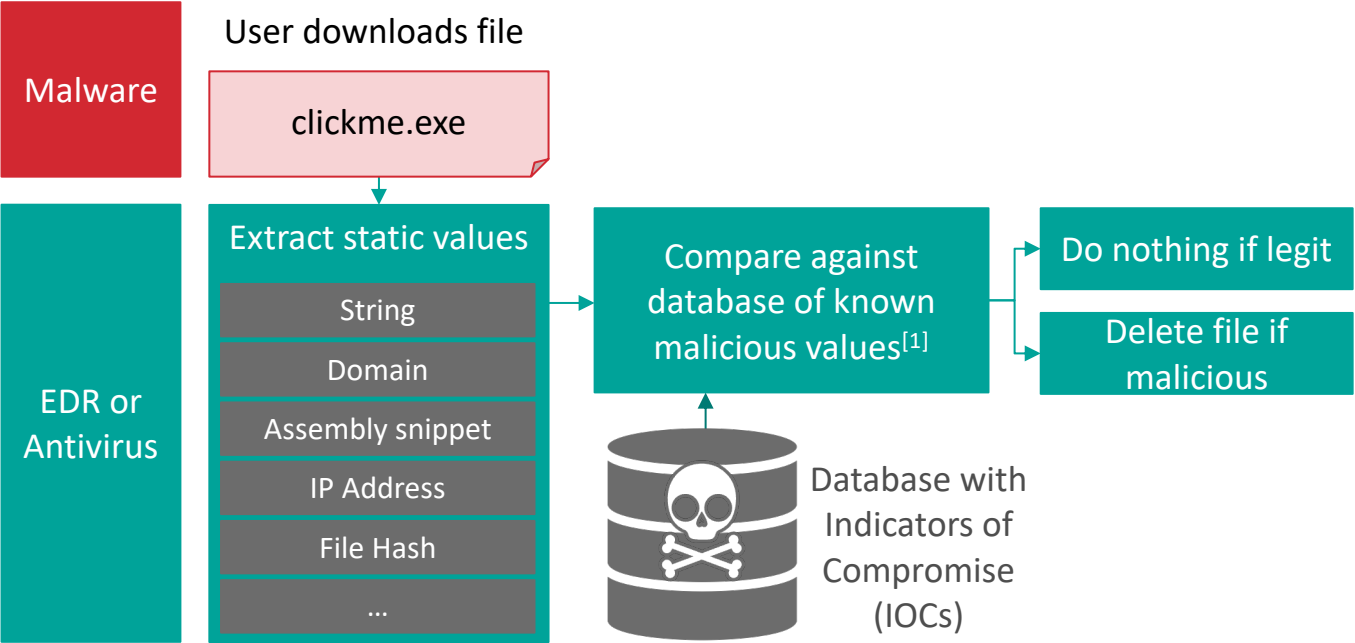 User downloads file
Malware
clickme.exe
EDR or
Antivirus
Extract static values
String
Domain
Assembly snippet
IP Address
File Hash
...
Compare against
database of known
malicious values[1]
Database with
Indicators of
Compromise
(IOCs)
Do nothing if legit
Delete file if
malicious